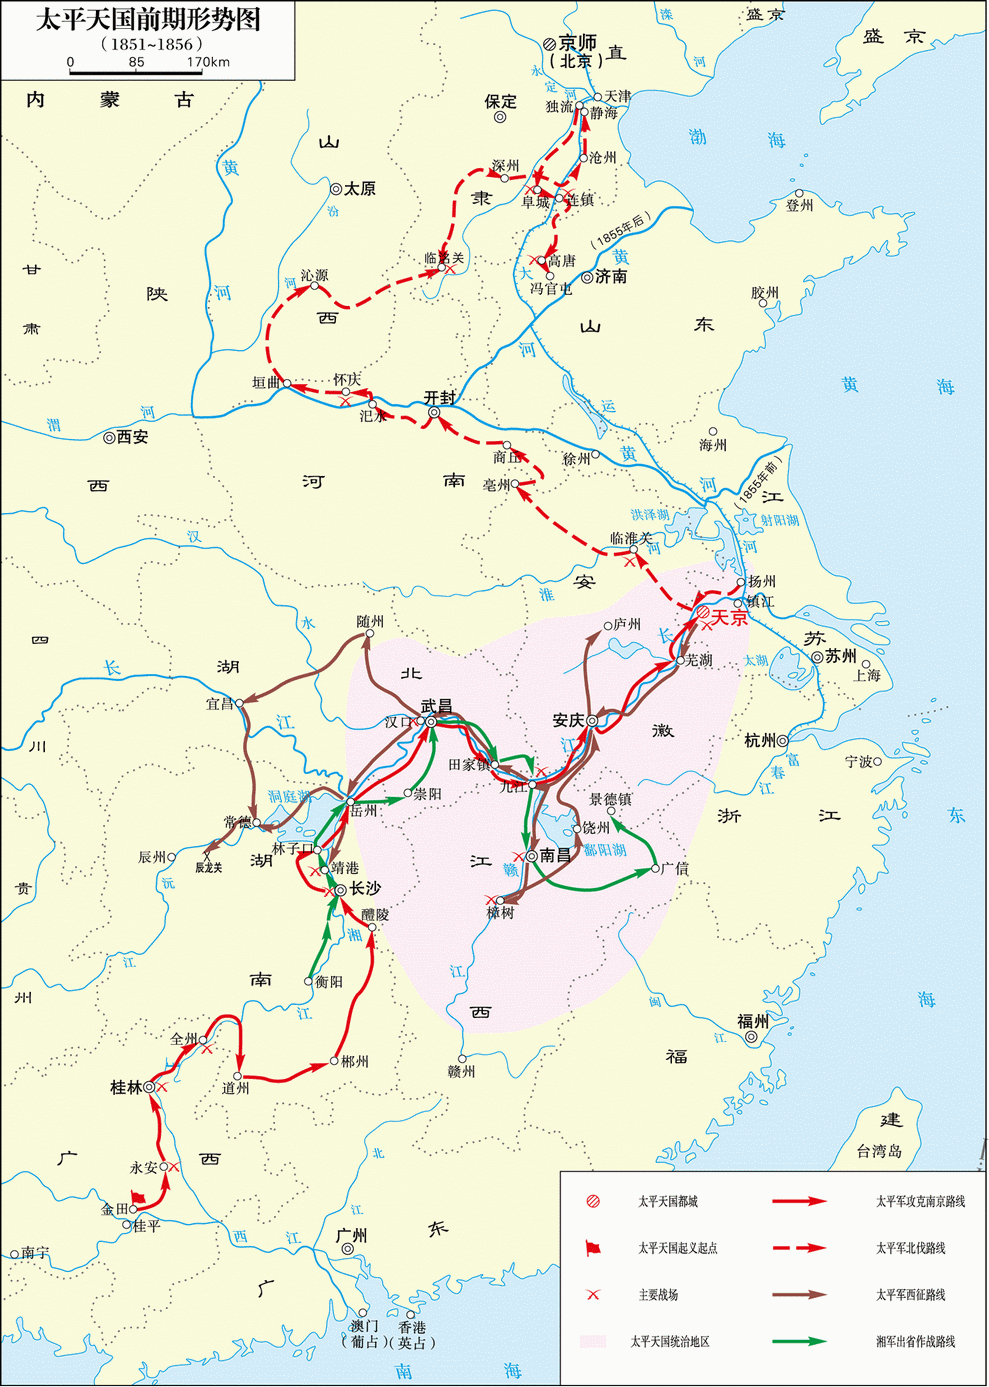 太平天国前期形势图
（1851~1856）
0 85 170km
盛京
盛 京
滦
河
京师
（北京）
直
永
定
河
天津
独流
静海
内 蒙 古
保定
渤 海
山
黄
沧州
深州
太原
隶
阜城
连镇
登州
汾
（1855年后）
黄
临洺关
高唐
大
甘
沁源
河
冯官屯
济南
陕
河
胶州
西
山 东
肃
河
黄 海
垣曲
怀庆
汜水
开封
运
渭 河
西安
商丘
徐州
黄
海州
西
河 南
亳州
河
（1855年前）
江
洪泽湖
射阳湖
汉
临淮关
河
河
安
淮
扬州
镇江
天京
四
水
随州
庐州
长
苏
长
湖
北
芜湖
太湖
苏州
上海
宜昌
武昌
汉口
安庆
江
徽
川
江
杭州
田家镇
富
春
江
宁波
洞庭湖
九江
岳州
崇阳
景德镇
浙 江
东
常德
饶州
林子口
辰州
辰龙关
湖
靖港
江
南昌
鄱阳湖
贵
沅
长沙
赣
广信
醴陵
樟树
湘
江
江
南
衡阳
州
江
西
闽
海
全州
福州
江
江
福
郴州
赣州
桂林
道州
建
台湾岛
广
西
永安
北
金田
桂平
江
东
西 江
广州
南宁
广
澳门
（葡占）
香港
（英占）
南 海
太平天国都城
太平军攻克南京路线
太平天国起义起点
太平军北伐路线
主要战场
太平军西征路线
太平天国统治地区
湘军出省作战路线